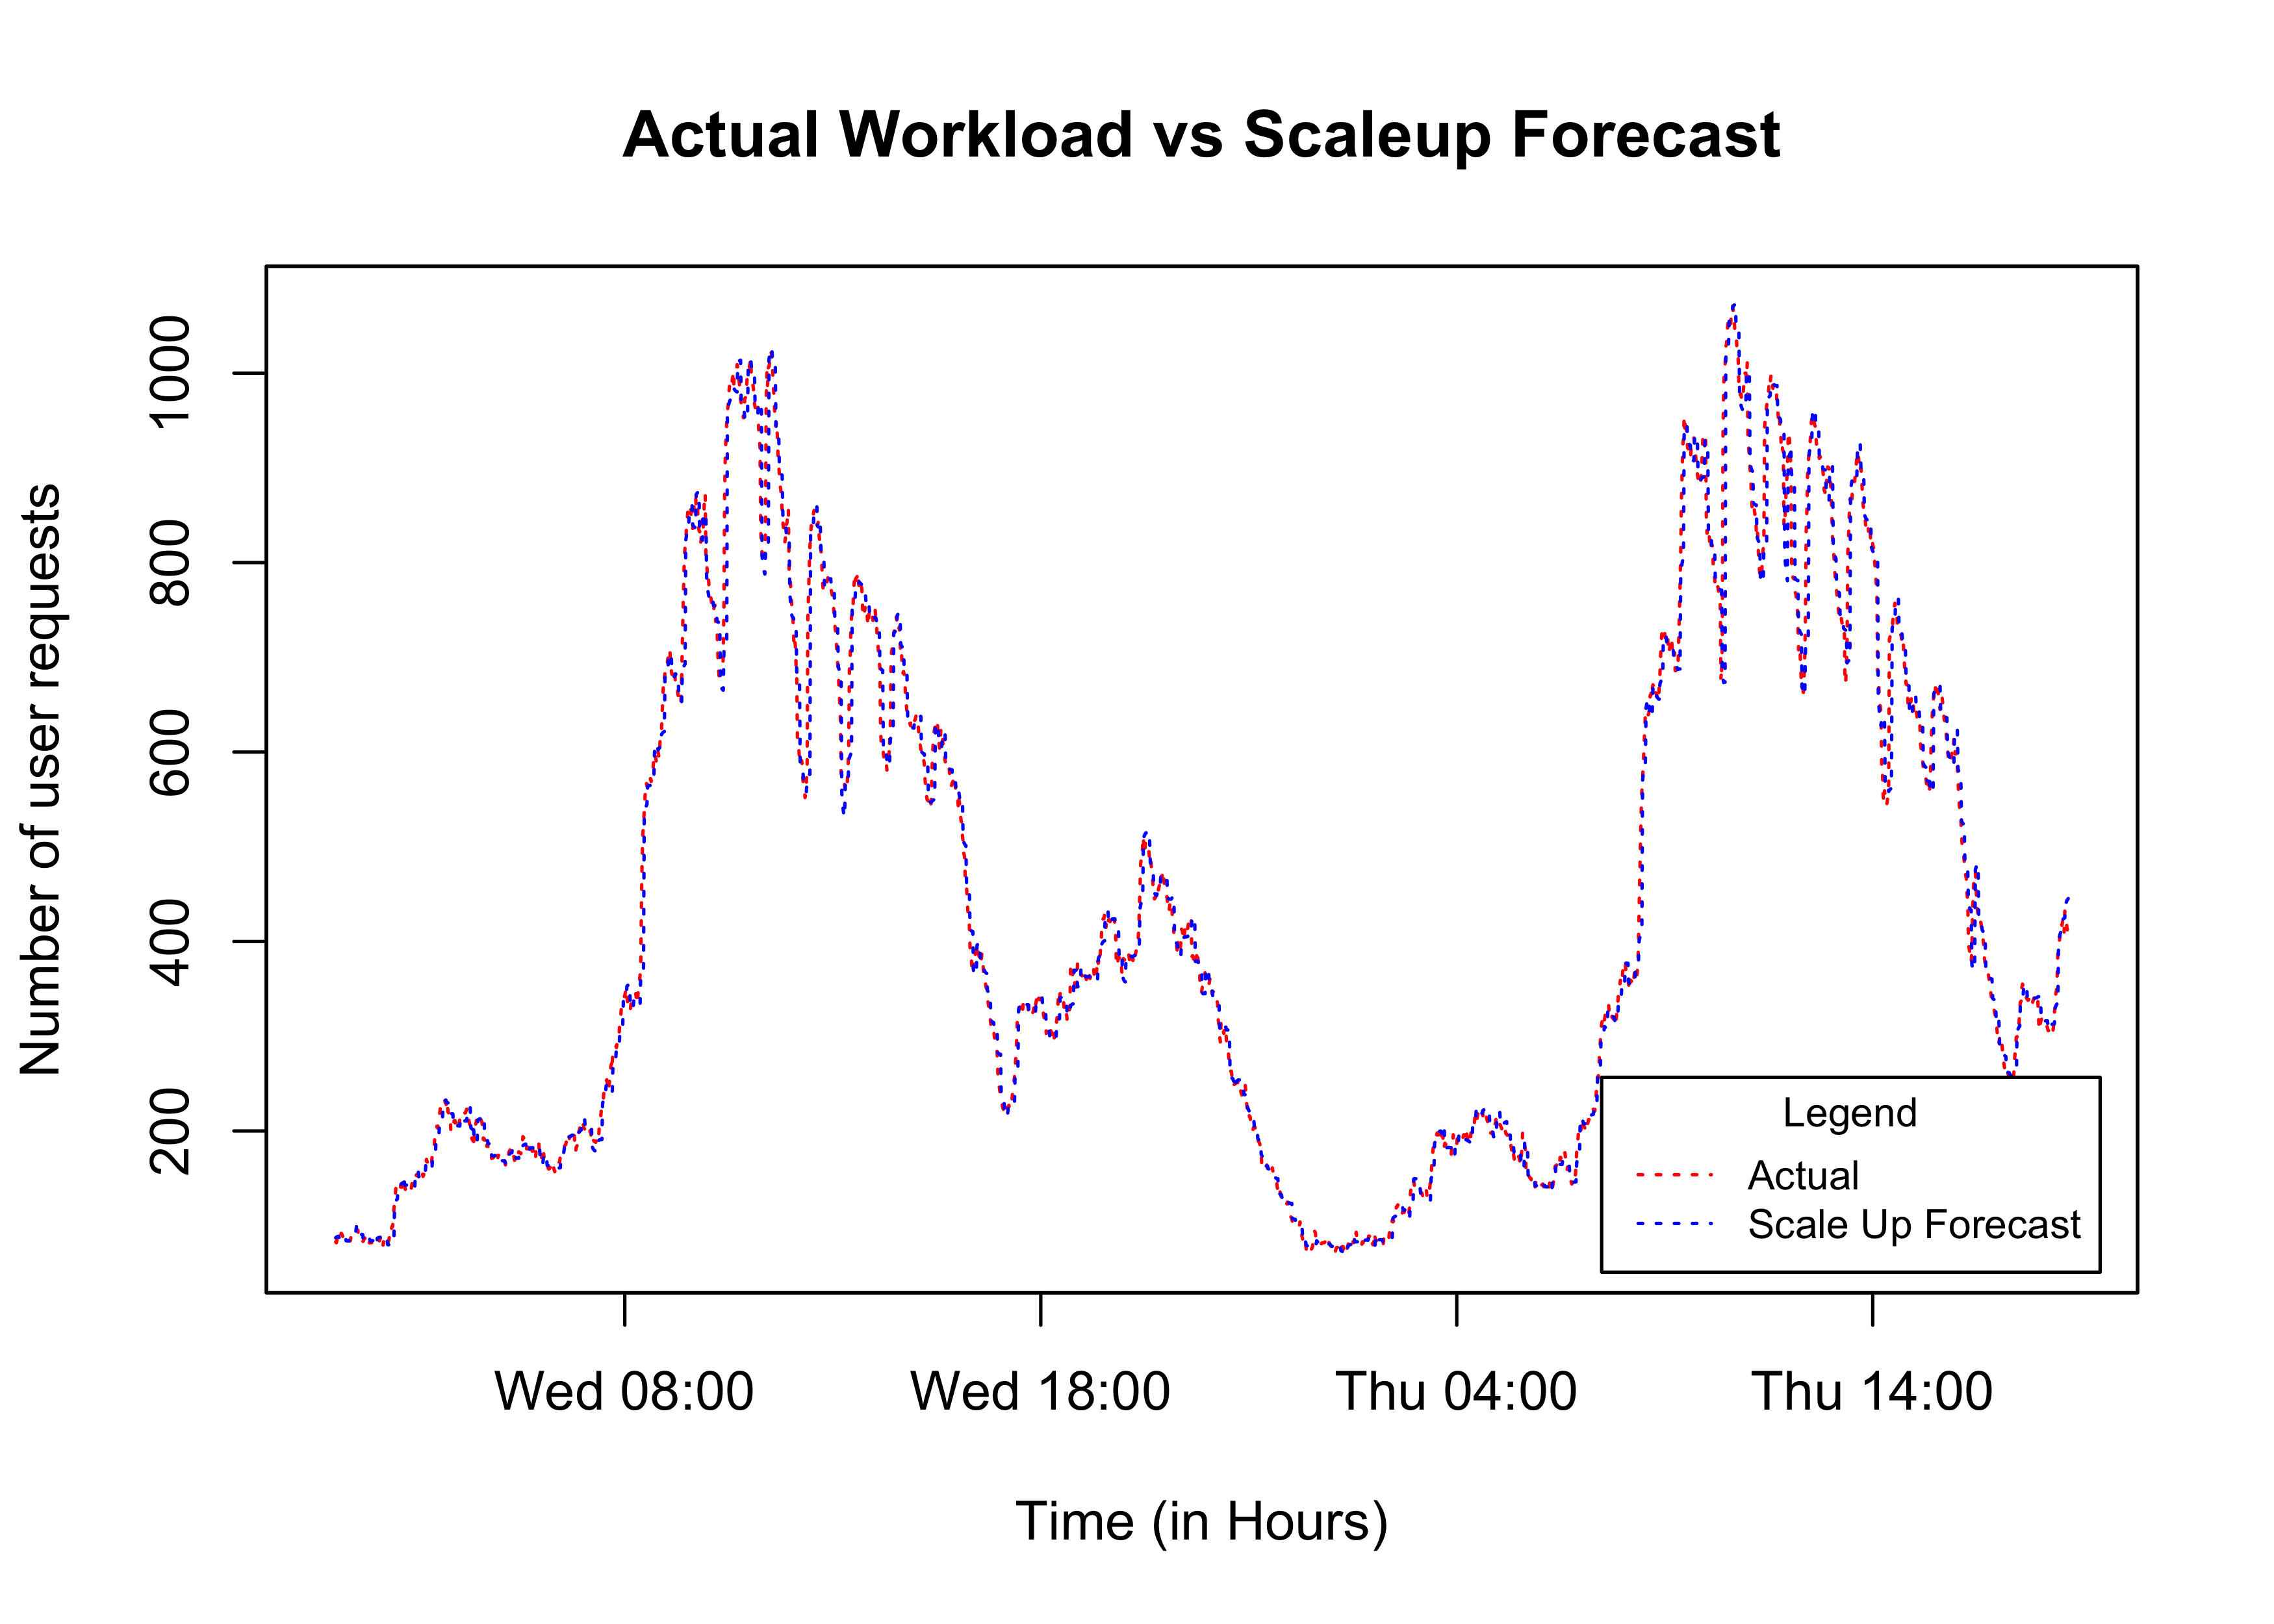 Actual Workload vs Scaleup Forecast
Number of user requests
1000
800
600
400
200
Legend
Actual
Scale Up Forecast
Wed 08:00
Wed 18:00
Thu 04:00
Thu 14:00
Time (in Hours)